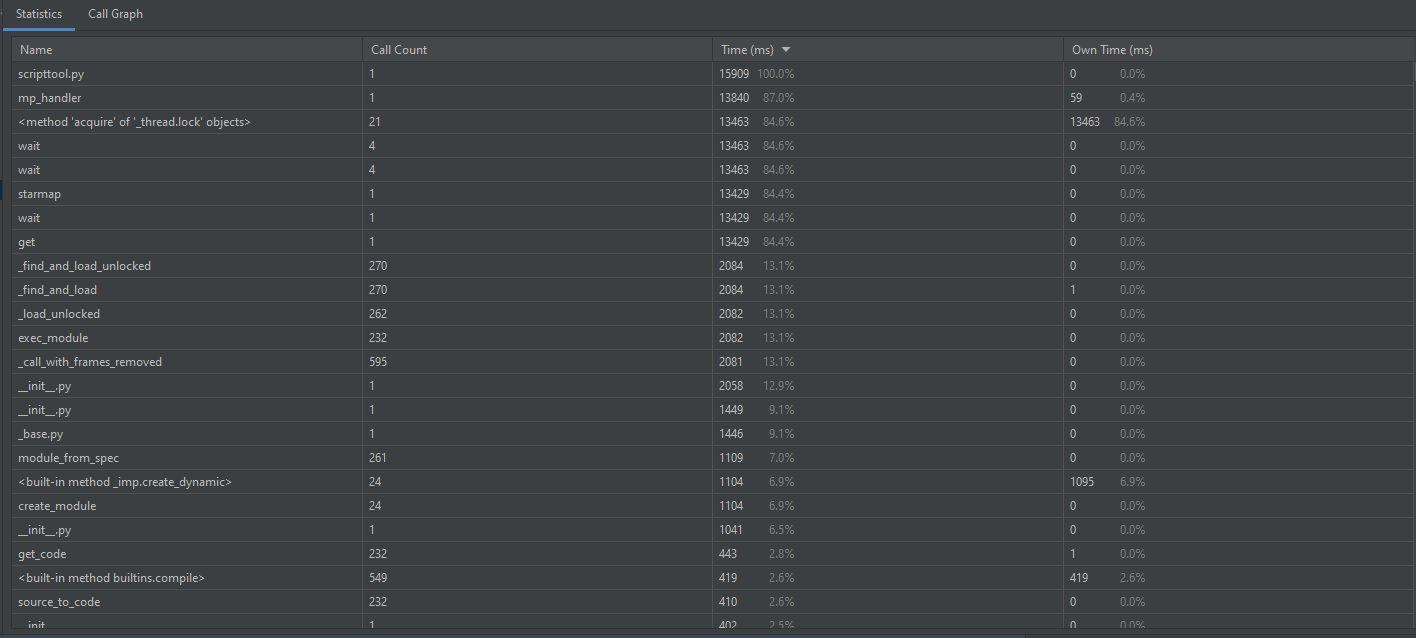 Statistics Call Graph
Name Call Count Time (ms) Own Time (ms)
scripttool.py 1 15909 100.0% 0 0.0%
mp_handler 1 13840 87.0% 59 0.4%
<method 'acquire' of '_thread.lock' objects> 21 13463 84.6% 13463 84.6%
wait 4 13463 84.6% 0 0.0%
wait 4 13463 84.6% 0 0.0%
starmap 1 13429 84.4% 0 0.0%
wait 1 13429 84.4% 0 0.0%
get 1 13429 84.4% 0 0.0%
_find_and_load_unlocked 270 2084 13.1% 0 0.0%
_find_and_load 270 2084 13.1% 1 0.0%
_load_unlocked 262 2082 13.1% 0 0.0%
exec_module 232 2082 13.1% 0 0.0%
_call_with_frames_removed 595 2081 13.1% 0 0.0%
__init__.py 1 2058 12.9% 0 0.0%
__init__.py 1 1449 9.1% 0 0.0%
_base.py 1 1446 9.1% 0 0.0%
module_from_spec 261 1109 7.0% 0 0.0%
<built-in method _imp.create_dynamic> 24 1104 6.9% 1095 6.9%
create_module 24 1104 6.9% 0 0.0%
__init__.py 1 1041 6.5% 0 0.0%
get_code 232 443 2.8% 1 0.0%
<built-in method builtins.compile> 549 419 2.6% 419 2.6%
source_to_code 232 410 2.6% 0 0.0%
__init__ 1 402 2.5% 0 0.0%